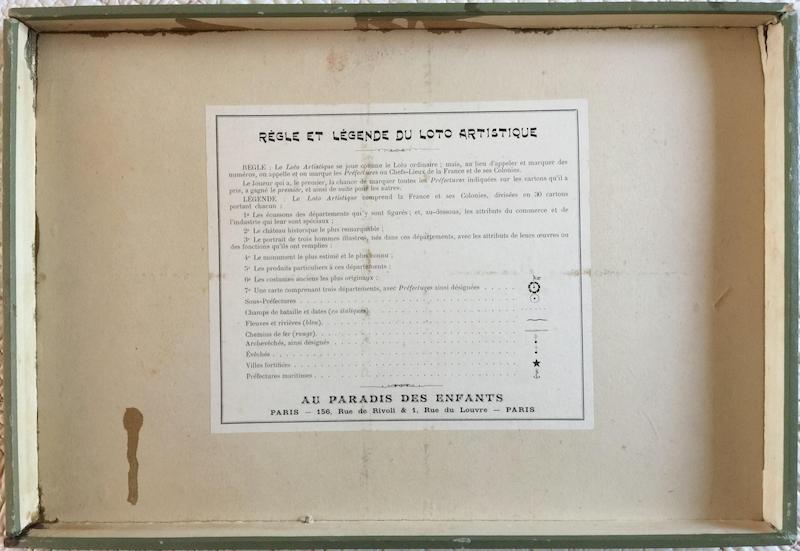 RÈGLE ET LÉGENDE DU LOTO ARTISTIQUE
RÈGLE : Le Loto Artistique se joue comme le Loto ordinaire ; mais, au lieu d'appeler et marquer des
numéros, on appelle et on marque les Préfectures ou Chefs-Lieux de la France et de ses Colonies.
Le Joueur qui a, le premier, la chance de marquer toutes les Préfectures indiquées sur les cartons qu'il a
pris, a gagné le premier, et ainsi de suite pour les autres.
LÉGENDE : Le Loto Artistique comprend la France et ses Colonies, divisées en 30 cartons
portant chacun :
1º Les écussons des départements qui y sont figurés ; et, au-dessous, les attributs du commerce et de
l'industrie qui leur sont spéciaux ;
2º Le château historique le plus remarquable ;
3º Le portrait de trois hommes illustres, nés dans ces départements, avec les attributs de leurs œuvres ou
des fonctions qu'ils ont remplies ;
4º Le monument le plus estimé et le plus connu ;
5º Les produits particuliers à ces départements ;
6º Les costumes anciens les plus originaux ;
7º Une carte comprenant trois départements, avec Préfectures ainsi désignées
Sous-Préfectures
Champs de bataille et dates (en italiques)
Fleuves et rivières (bleu)
Chemins de fer (rouge)
Archevêchés, ainsi désignés
Évêchés
Villes fortifiées
Préfectures maritimes
AU PARADIS DES ENFANTS
PARIS — 156, Rue de Rivoli & 1, Rue du Louvre — PARIS